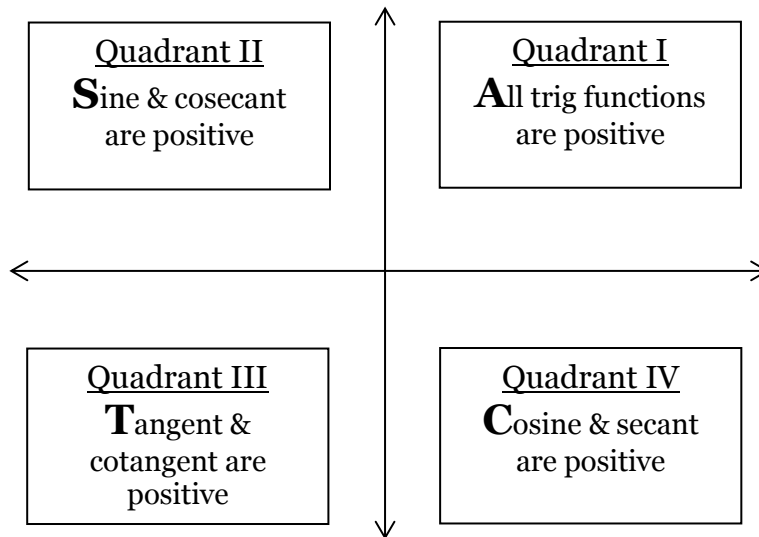 Quadrant II
Sine & cosecant
are positive
Quadrant I
All trig functions
are positive
Quadrant III
Tangent &
cotangent are
positive
Quadrant IV
Cosine & secant
are positive